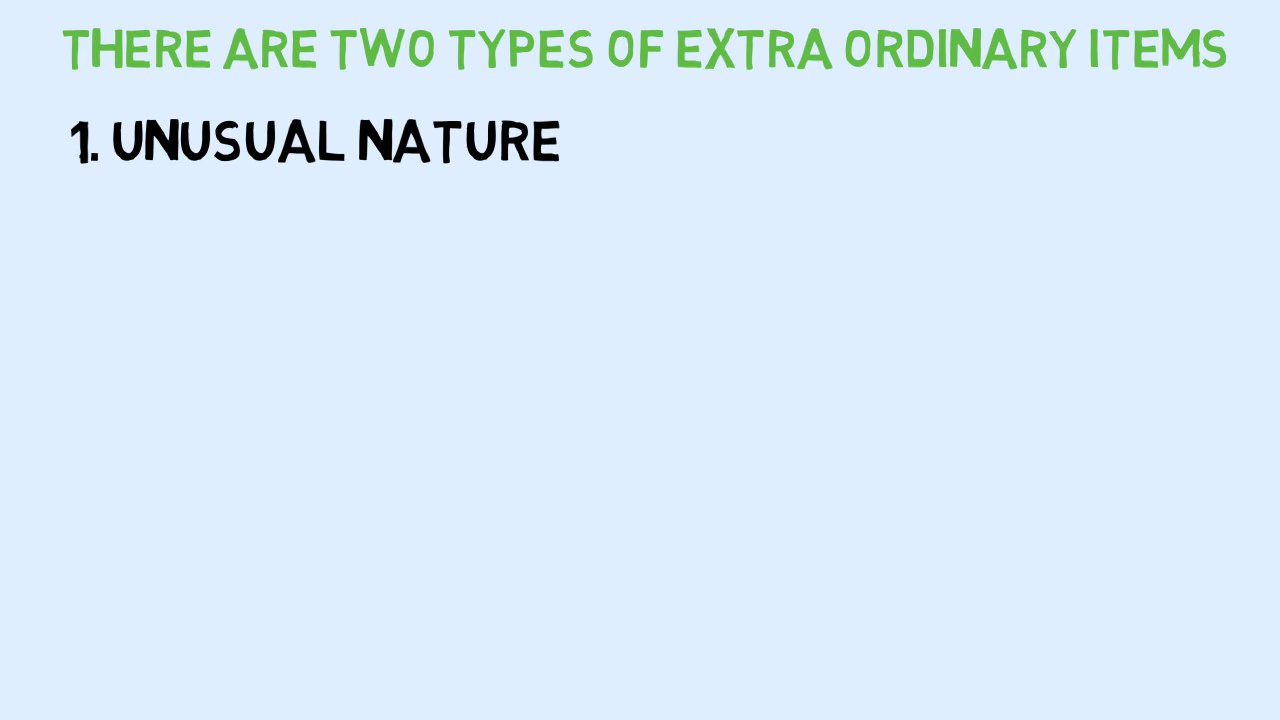 THERE ARE TWO TYPES OF EXTRA ORDINARY ITEMS
1. UNUSUAL NATURE